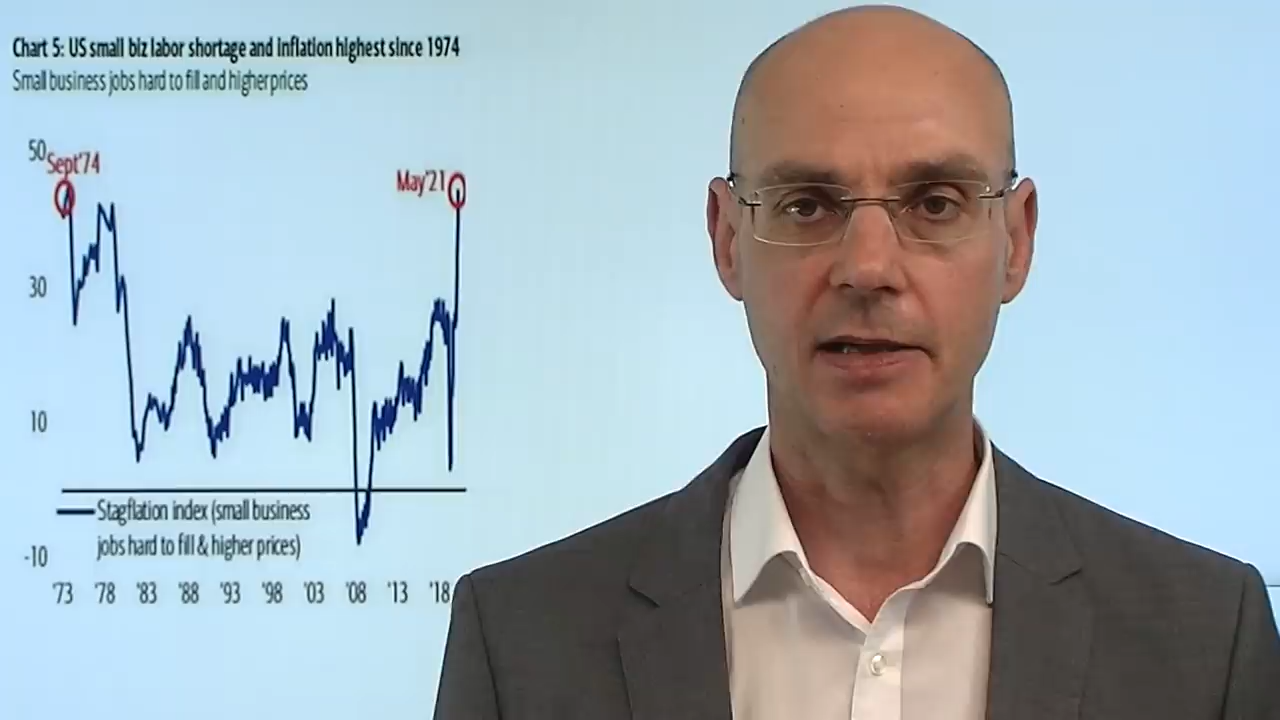 Chart 5: US small biz labor shortage and inflation highest since 1974
Small business jobs hard to fill and higher prices
50
Sept'74
May'21
30
10
Stagflation index (small business
jobs hard to fill & higher prices)
-10
'73 '78 '83 '88 '93 '98 '03 '08 '13 '18